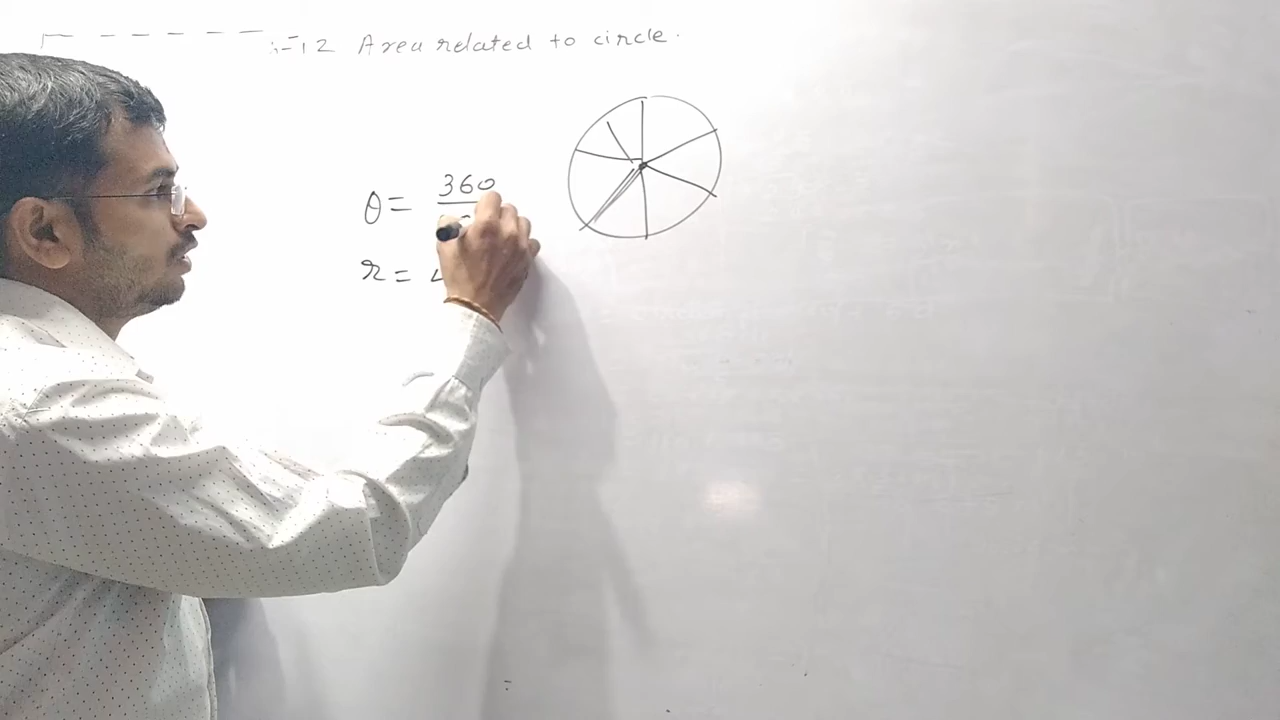 :-12 Area related to circle.
θ = 360
r =